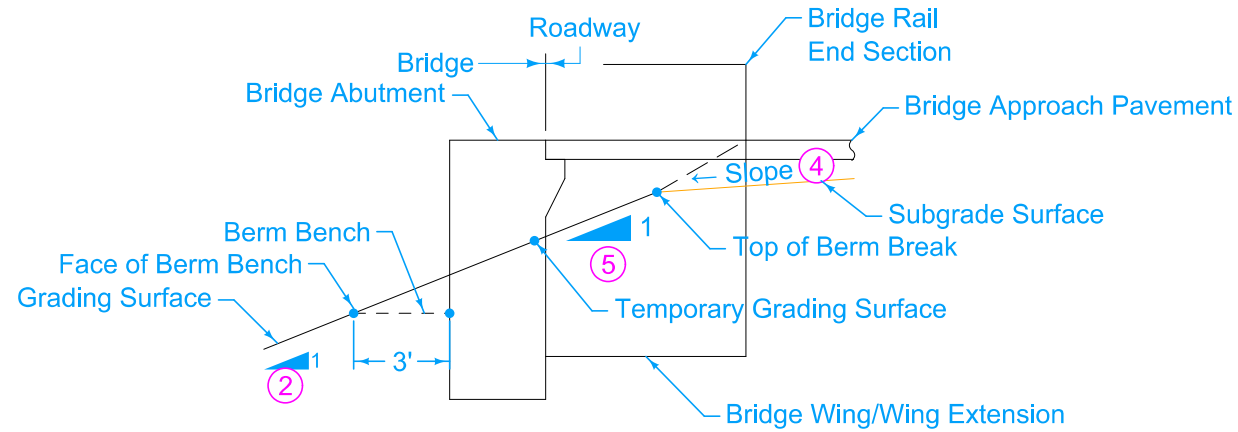 Roadway
Bridge
Bridge Abutment
Bridge Rail
End Section
Bridge Approach Pavement
Slope
4
Subgrade Surface
1
5
Top of Berm Break
Berm Bench
Face of Berm Bench
Grading Surface
Temporary Grading Surface
1
2
3'
Bridge Wing/Wing Extension